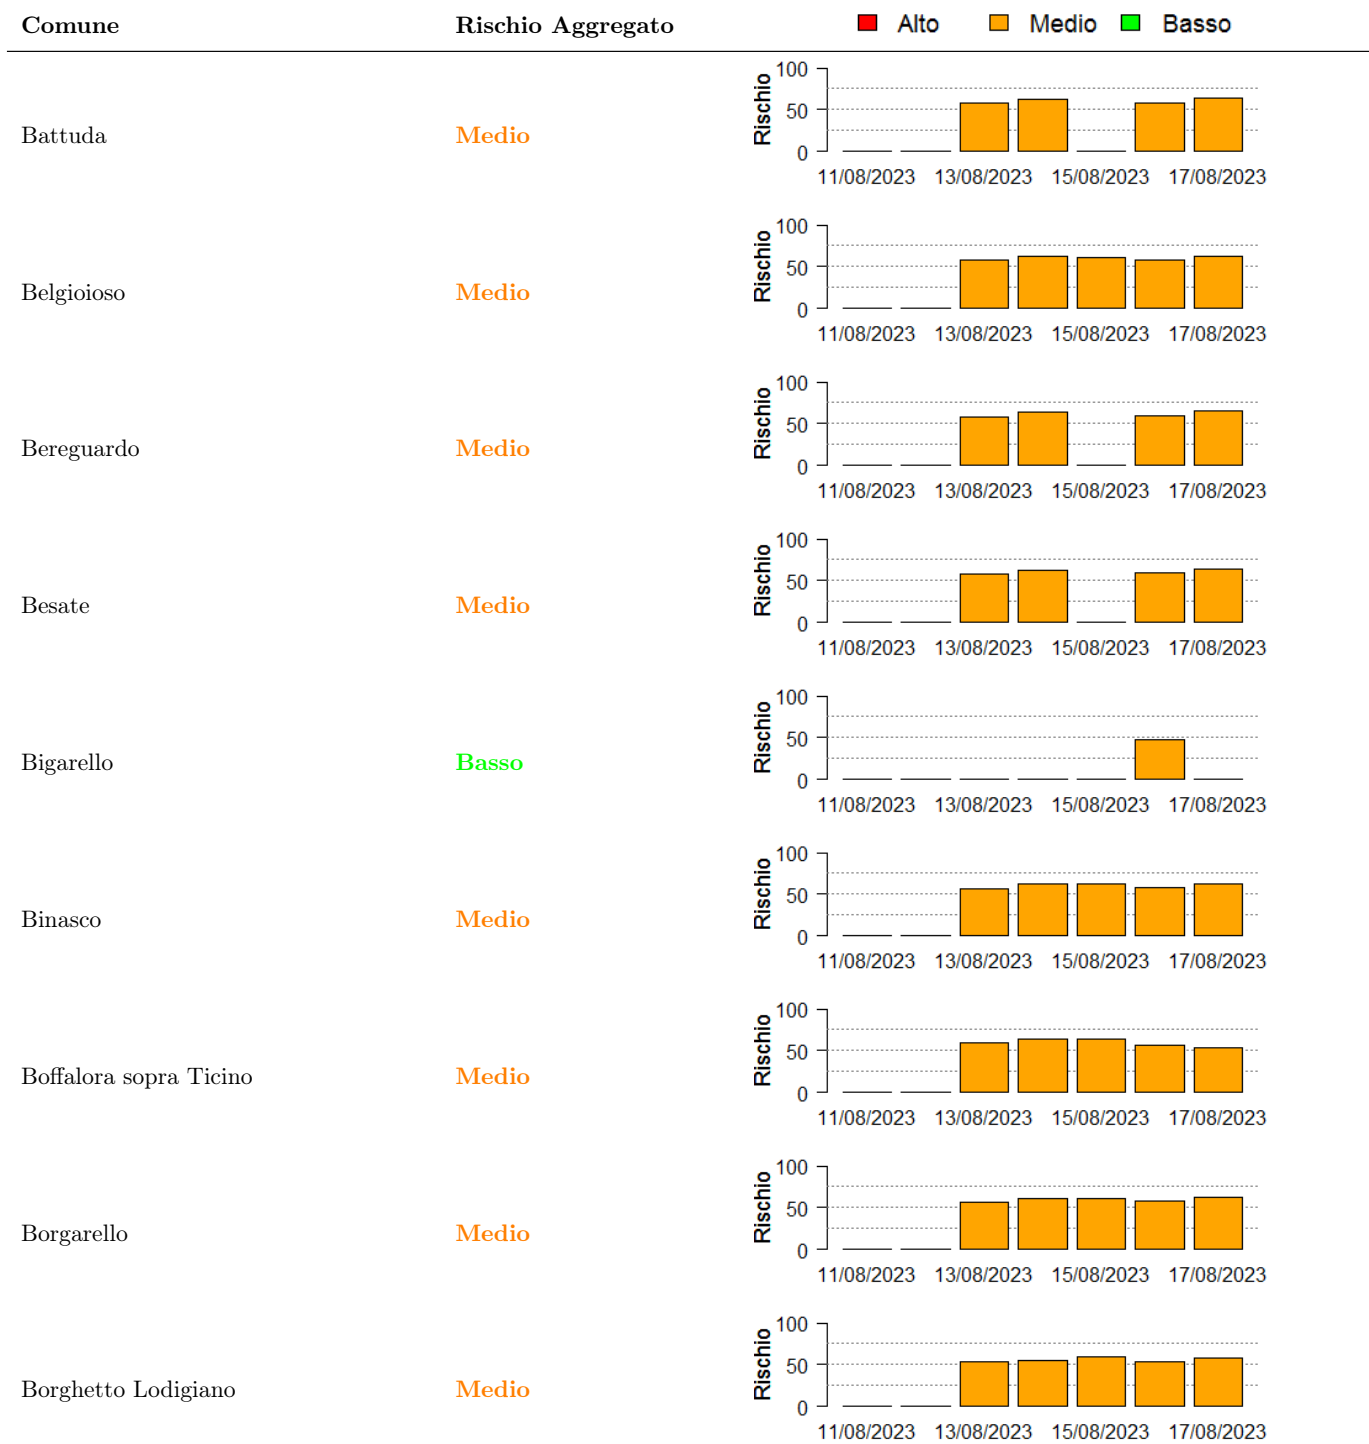 Comune Rischio Aggregato Alto Medio Basso
Battuda Medio
Rischio
100
50
0
11/08/2023 13/08/2023 15/08/2023 17/08/2023
Belgioioso Medio
Rischio
100
50
0
11/08/2023 13/08/2023 15/08/2023 17/08/2023
Bereguardo Medio
Rischio
100
50
0
11/08/2023 13/08/2023 15/08/2023 17/08/2023
Besate Medio
Rischio
100
50
0
11/08/2023 13/08/2023 15/08/2023 17/08/2023
Bigarello Basso
Rischio
100
50
0
11/08/2023 13/08/2023 15/08/2023 17/08/2023
Binasco Medio
Rischio
100
50
0
11/08/2023 13/08/2023 15/08/2023 17/08/2023
Boffalora sopra Ticino Medio
Rischio
100
50
0
11/08/2023 13/08/2023 15/08/2023 17/08/2023
Borgarello Medio
Rischio
100
50
0
11/08/2023 13/08/2023 15/08/2023 17/08/2023
Borghetto Lodigiano Medio
Rischio
100
50
0
11/08/2023 13/08/2023 15/08/2023 17/08/2023